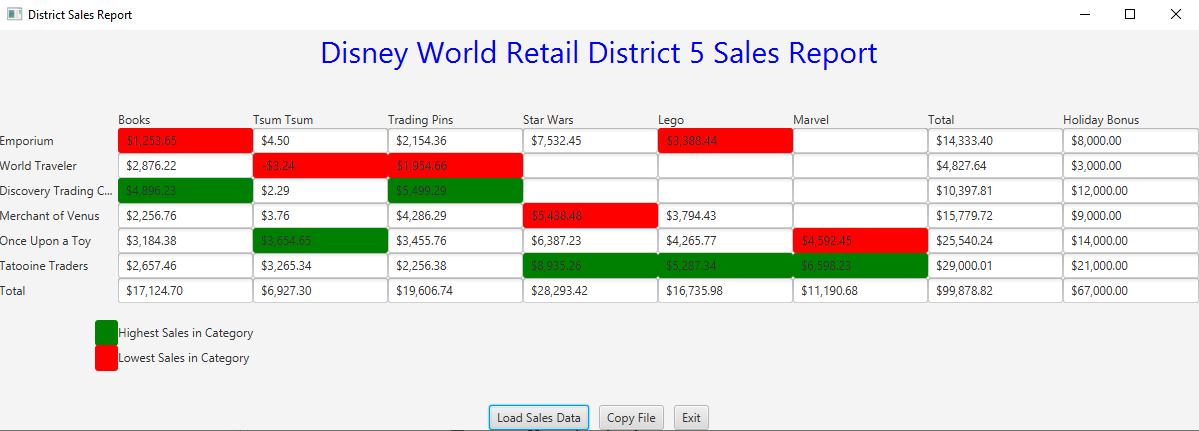 District Sales Report
Disney World Retail District 5 Sales Report
Books Tsum Tsum Trading Pins Star Wars Lego Marvel Total Holiday Bonus
Emporium $1,253.65 $4.50 $2,154.36 $7,532.45 $3,388.44 $14,333.40 $8,000.00
World Traveler $2,876.22 -$3.24 $1,954.66 $4,827.64 $3,000.00
Discovery Trading C... $4,896.23 $2.29 $5,499.29 $10,397.81 $12,000.00
Merchant of Venus $2,256.76 $3.76 $4,286.29 $5,438.48 $3,794.43 $15,779.72 $9,000.00
Once Upon a Toy $3,184.38 $3,654.65 $3,455.76 $6,387.23 $4,265.77 $4,592.45 $25,540.24 $14,000.00
Tatooine Traders $2,657.46 $3,265.34 $2,256.38 $8,935.26 $5,287.34 $6,598.23 $29,000.01 $21,000.00
Total $17,124.70 $6,927.30 $19,606.74 $28,293.42 $16,735.98 $11,190.68 $99,878.82 $67,000.00
Highest Sales in Category
Lowest Sales in Category
Load Sales Data Copy File Exit